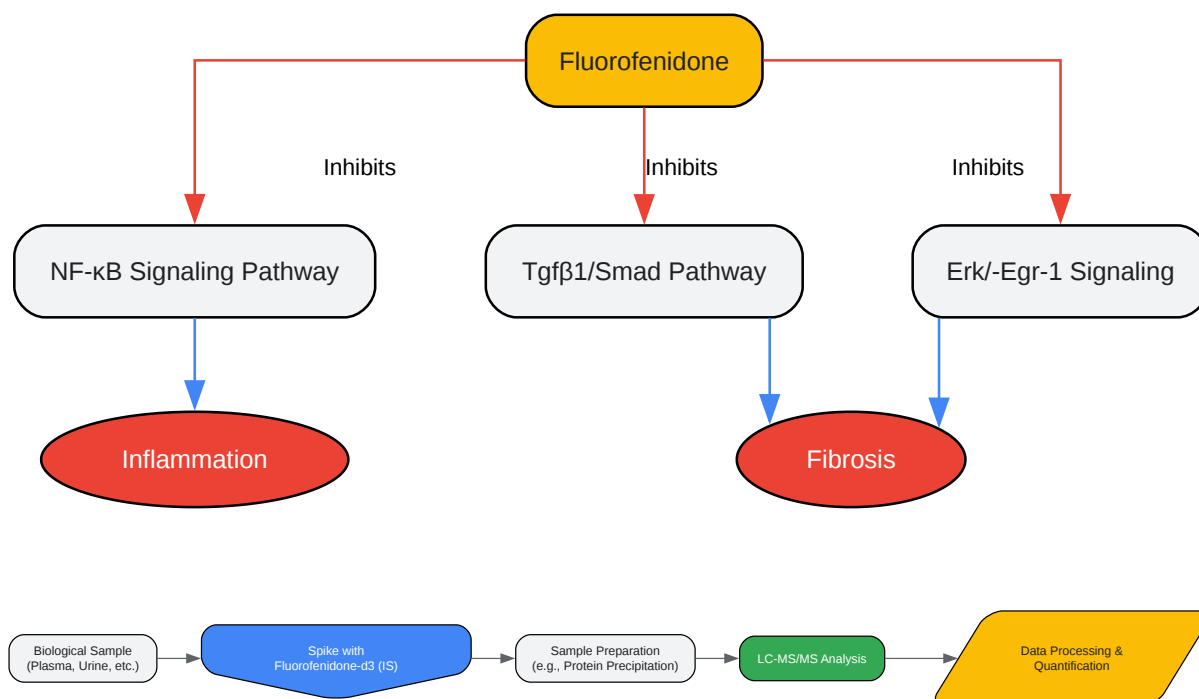 Fluorofenidone
Inhibits
Inhibits
Inhibits
NF-κB Signaling Pathway
Tgfβ1/Smad Pathway
Erk/-Egr-1 Signaling
Inflammation
Fibrosis
Biological Sample
(Plasma, Urine, etc.)
Spike with
Fluorofenidone-d3 (IS)
Sample Preparation
(e.g., Protein Precipitation)
LC-MS/MS Analysis
Data Processing &
Quantification